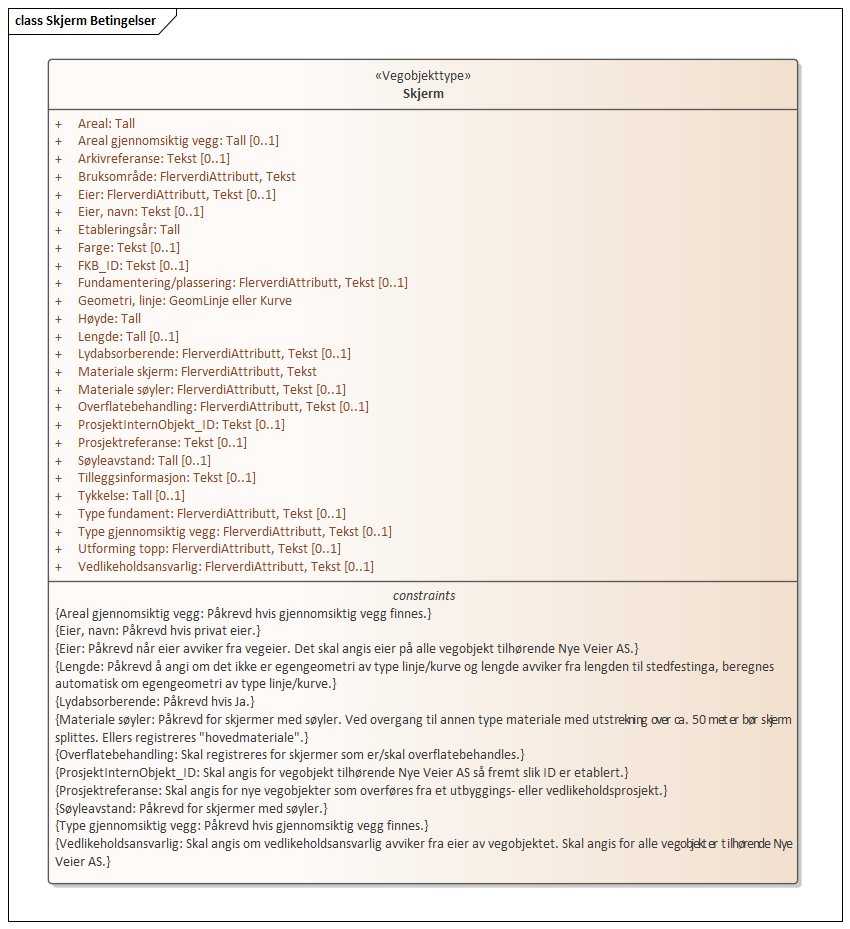 class Skjerm Betingelser
«Vegobjekttype»
Skjerm
+ Areal: Tall
+ Areal gjennomsiktig vegg: Tall [0..1]
+ Arkivreferanse: Tekst [0..1]
+ Bruksområde: FlerverdiAttributt, Tekst
+ Eier: FlerverdiAttributt, Tekst [0..1]
+ Eier, navn: Tekst [0..1]
+ Etableringsår: Tall
+ Farge: Tekst [0..1]
+ FKB_ID: Tekst [0..1]
+ Fundamentering/plassering: FlerverdiAttributt, Tekst [0..1]
+ Geometri, linje: GeomLinje eller Kurve
+ Høyde: Tall
+ Lengde: Tall [0..1]
+ Lydabsorberende: FlerverdiAttributt, Tekst [0..1]
+ Materiale skjerm: FlerverdiAttributt, Tekst
+ Materiale søyler: FlerverdiAttributt, Tekst [0..1]
+ Overflatebehandling: FlerverdiAttributt, Tekst [0..1]
+ ProsjektInternObjekt_ID: Tekst [0..1]
+ Prosjektreferanse: Tekst [0..1]
+ Søyleavstand: Tall [0..1]
+ Tilleggsinformasjon: Tekst [0..1]
+ Tykkelse: Tall [0..1]
+ Type fundament: FlerverdiAttributt, Tekst [0..1]
+ Type gjennomsiktig vegg: FlerverdiAttributt, Tekst [0..1]
+ Utforming topp: FlerverdiAttributt, Tekst [0..1]
+ Vedlikeholdsansvarlig: FlerverdiAttributt, Tekst [0..1]
constraints
{Areal gjennomsiktig vegg: Påkrevd hvis gjennomsiktig vegg finnes.}
{Eier, navn: Påkrevd hvis privat eier.}
{Eier: Påkrevd når eier avviker fra vegeier. Det skal angis eier på alle vegobjekt tilhørende Nye Veier AS.}
{Lengde: Påkrevd å angi om det ikke er egengeometri av type linje/kurve og lengde avviker fra lengden til stedfestinga, beregnes
automatisk om egengeometri av type linje/kurve.}
{Lydabsorberende: Påkrevd hvis Ja.}
{Materiale søyler: Påkrevd for skjermer med søyler. Ved overgang til annen type materiale med utstrekning over ca. 50 meter bør skjerm
splittes. Ellers registreres "hovedmateriale".}
{Overflatebehandling: Skal registreres for skjermer som er/skal overflatebehandles.}
{ProsjektInternObjekt_ID: Skal angis for vegobjekt tilhørende Nye Veier AS så fremt slik ID er etablert.}
{Prosjektreferanse: Skal angis for nye vegobjekter som overføres fra et utbyggings- eller vedlikeholdsprosjekt.}
{Søyleavstand: Påkrevd for skjermer med søyler.}
{Type gjennomsiktig vegg: Påkrevd hvis gjennomsiktig vegg finnes.}
{Vedlikeholdsansvarlig: Skal angis om vedlikeholdsansvarlig avviker fra eier av vegobjektet. Skal angis for alle vegobjekter tilhørende Nye
Veier AS.}